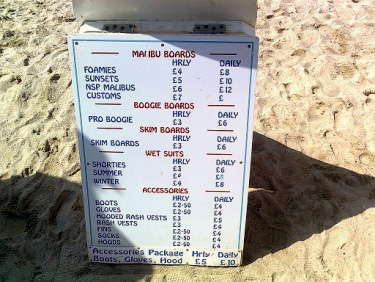 MALIBU BOARDS
HRLY DAILY
FOAMIES £4 £8
SUNSETS £5 £10
NSP MALIBUS £6 £12
CUSTOMS £7 £
BOOGIE BOARDS
HRLY DAILY
PRO BOOGIE £3 £6
SKIM BOARDS
HRLY DAILY
SKIM BOARDS £3 £6
WET SUITS
HRLY DAILY
SHORTIES £3 £6
SUMMER £4 £8
WINTER £4 £8
ACCESSORIES
HRLY DAILY
BOOTS £2-50 £4
GLOVES £2-50 £4
HOODED RASH VESTS £3 £5
RASH VESTS £3 £5
FINS £2-50 £4
SOCKS £2-50 £4
HOODS £2-50 £4
Accessories Package Hrly Daily
Boots, Gloves, Hood £5 £10